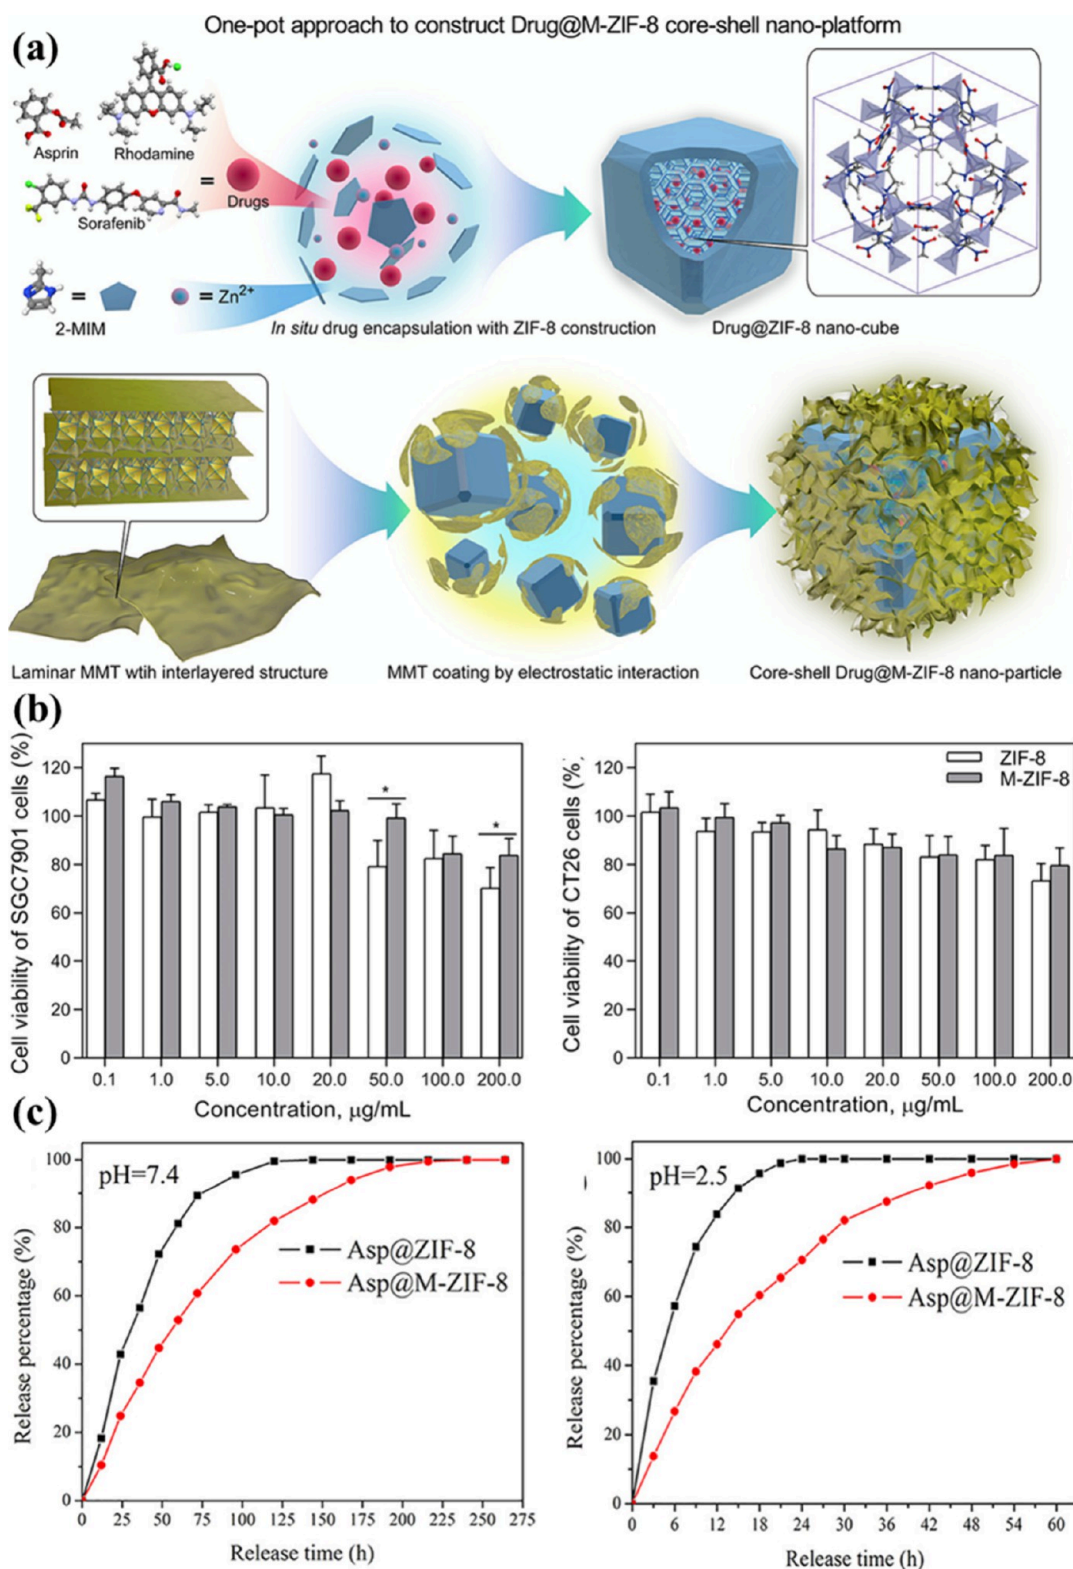 One-pot approach to construct Drug@M-ZIF-8 core-shell nano-platform
(a)
Asprin
Rhodamine
Sorafenib
= Drugs
2-MIM
=
= Zn2+
In situ drug encapsulation with ZIF-8 construction
Drug@ZIF-8 nano-cube
Laminar MMT wtih interlayered structure
MMT coating by electrostatic interaction
Core-shell Drug@M-ZIF-8 nano-particle
(b)
Cell viability of SGC7901 cells (%)
120
100
80
60
40
20
0
*
*
0.1 1.0 5.0 10.0 20.0 50.0 100.0 200.0
Concentration, μg/mL
Cell viability of CT26 cells (%)
120
100
80
60
40
20
0
ZIF-8
M-ZIF-8
0.1 1.0 5.0 10.0 20.0 50.0 100.0 200.0
Concentration, μg/mL
(c)
Release percentage (%)
100
80
60
40
20
0
pH=7.4
Asp@ZIF-8
Asp@M-ZIF-8
0 25 50 75 100 125 150 175 200 225 250 275
Release time (h)
Release percentage (%)
100
80
60
40
20
0
pH=2.5
Asp@ZIF-8
Asp@M-ZIF-8
0 6 12 18 24 30 36 42 48 54 60
Release time (h)